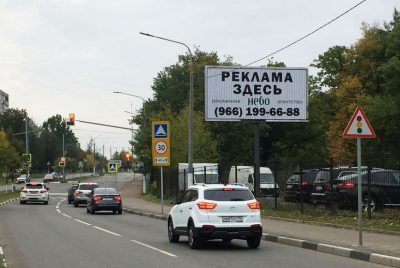 РЕКЛАМА
ЗДЕСЬ
рекламное небо агентство
(966) 199-66-88
30